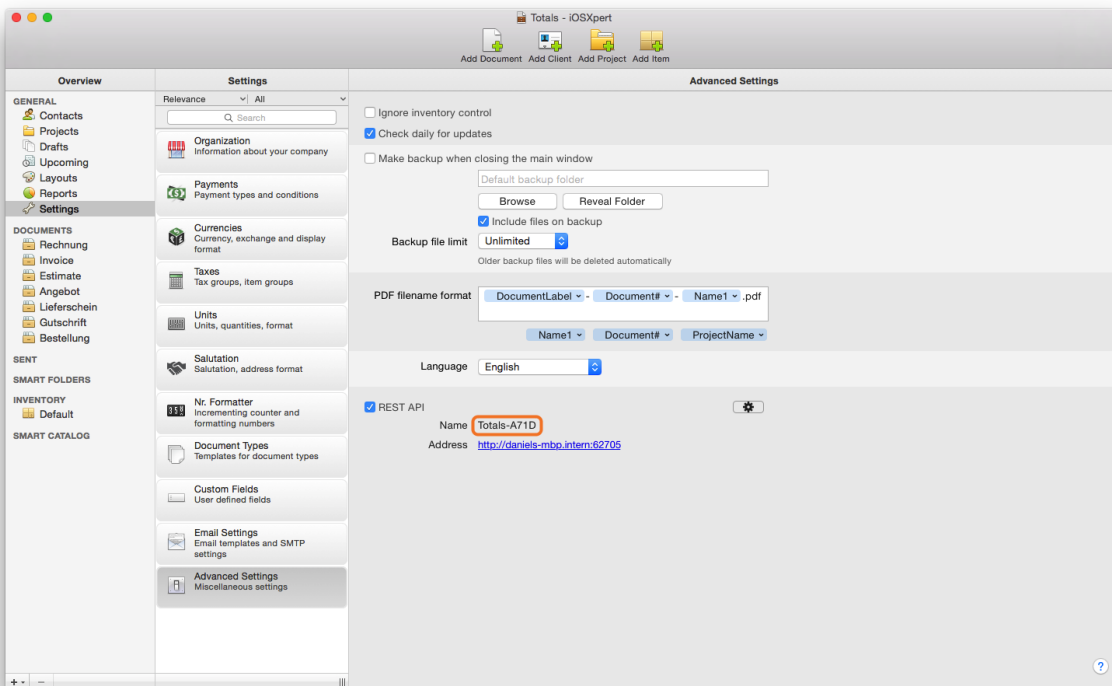 Totals - iOSXpert
Add Document Add Client Add Project Add Item
Overview
Settings
Advanced Settings
GENERAL
Contacts
Projects
Drafts
Upcoming
Layouts
Reports
Settings
DOCUMENTS
Rechnung
Invoice
Estimate
Angebot
Lieferschein
Gutschrift
Bestellung
SENT
SMART FOLDERS
INVENTORY
Default
SMART CATALOG
Relevance All
Search
Organization
Information about your company
Payments
Payment types and conditions
Currencies
Currency, exchange and display
format
Taxes
Tax groups, item groups
Units
Units, quantities, format
Salutation
Salutation, address format
Nr. Formatter
Incrementing counter and
formatting numbers
Document Types
Templates for document types
Custom Fields
User defined fields
Email Settings
Email templates and SMTP
settings
Advanced Settings
Miscellaneous settings
Ignore inventory control
Check daily for updates
Make backup when closing the main window
Default backup folder
Browse Reveal Folder
Include files on backup
Backup file limit Unlimited
Older backup files will be deleted automatically
PDF filename format DocumentLabel - Document# - Name1 .pdf
Name1 Document# ProjectName
Language English
REST API
Name Totals-A71D
Address http://daniels-mbp.intern:62705
?